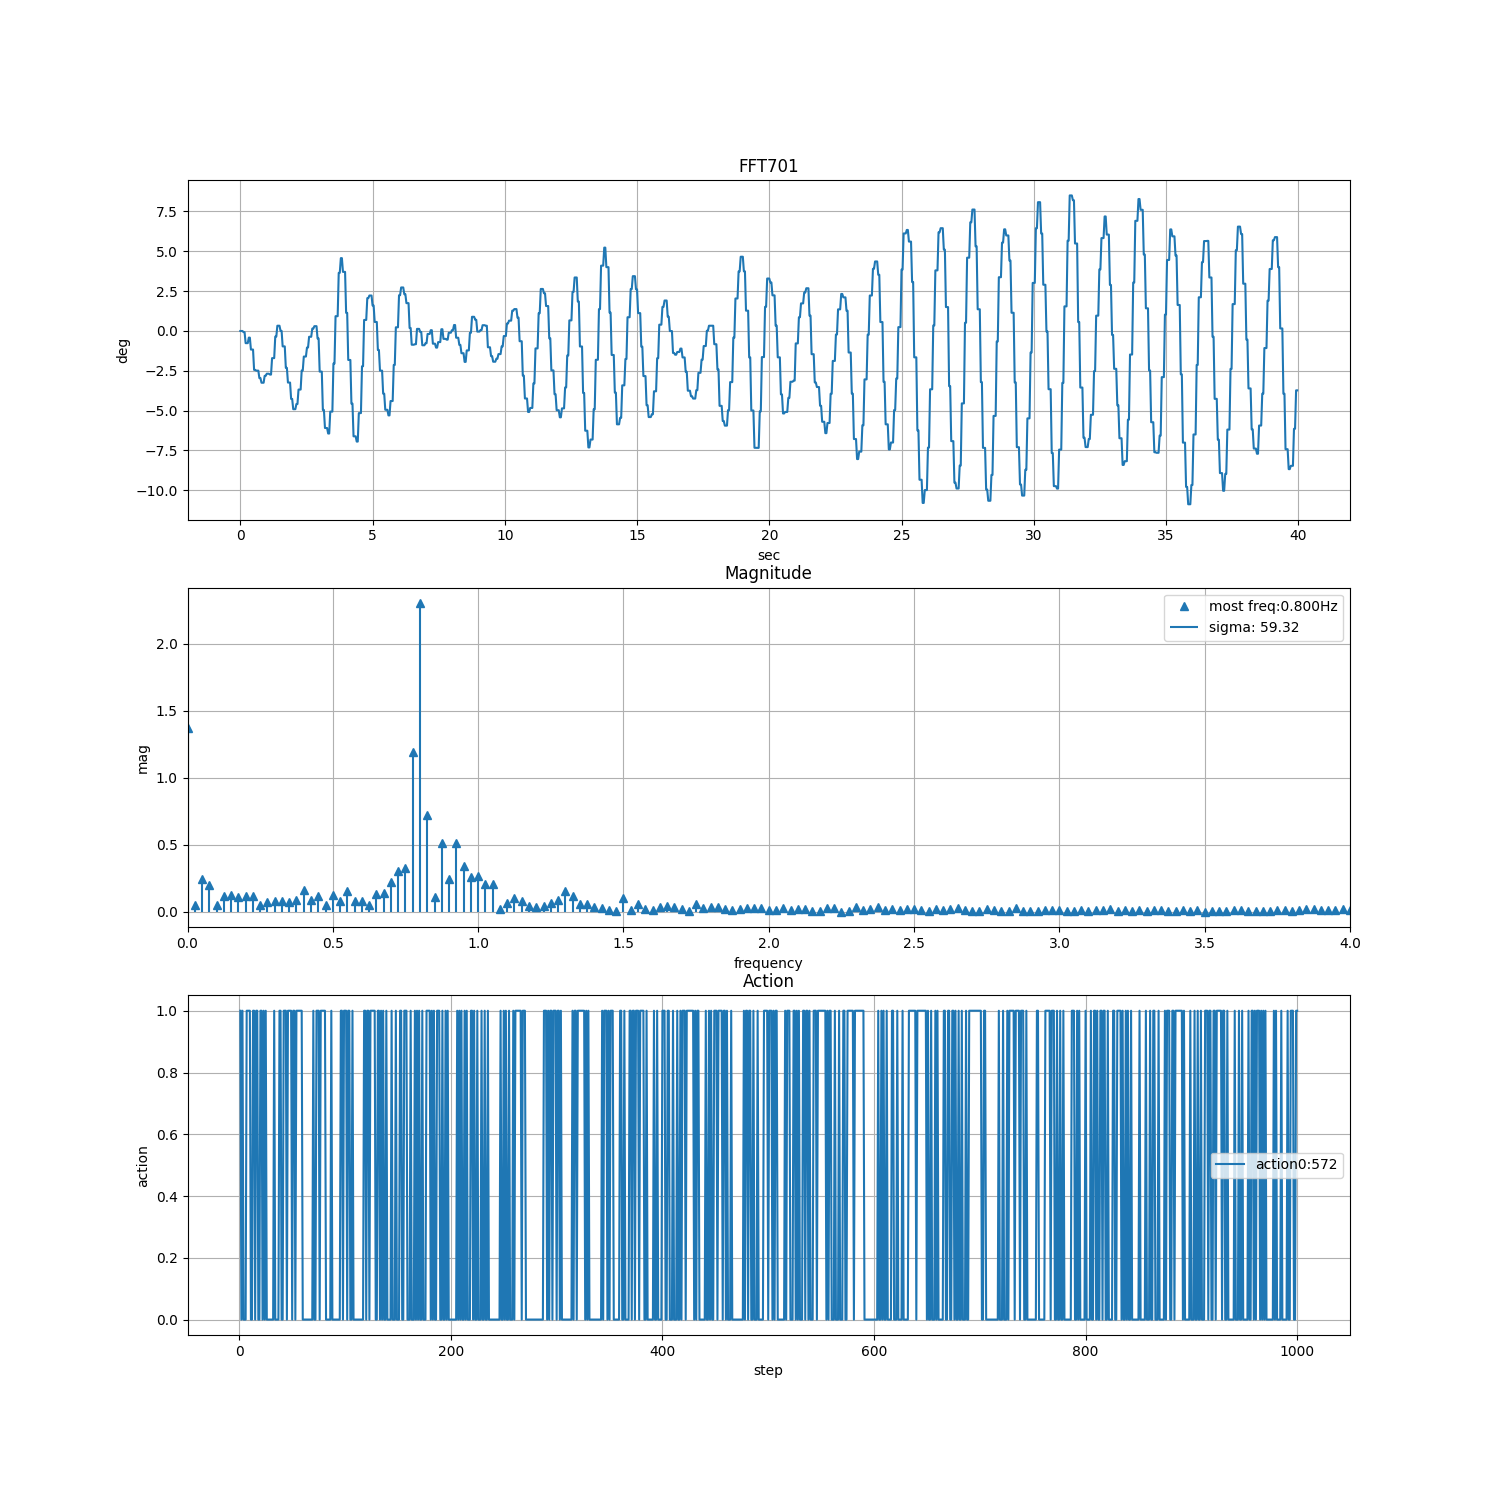 FFT701
7.5
5.0
2.5
0.0
−2.5
−5.0
−7.5
−10.0
deg
0 5 10 15 20 25 30 35 40
sec
Magnitude
most freq:0.800Hz
sigma: 59.32
2.0
1.5
1.0
0.5
0.0
mag
0.0 0.5 1.0 1.5 2.0 2.5 3.0 3.5 4.0
frequency
Action
1.0
0.8
0.6
0.4
0.2
0.0
action
action0:572
0 200 400 600 800 1000
step